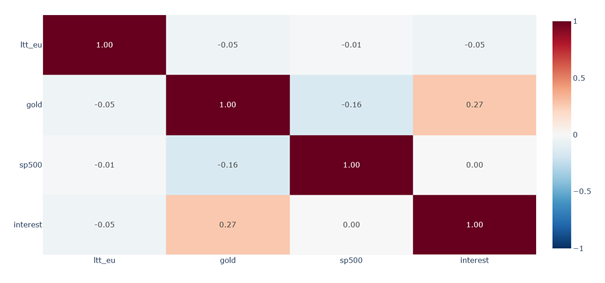 ltt_eu 1.00 -0.05 -0.01 -0.05
gold -0.05 1.00 -0.16 0.27
sp500 -0.01 -0.16 1.00 0.00
interest -0.05 0.27 0.00 1.00
ltt_eu gold sp500 interest
1
0.5
0
−0.5
−1